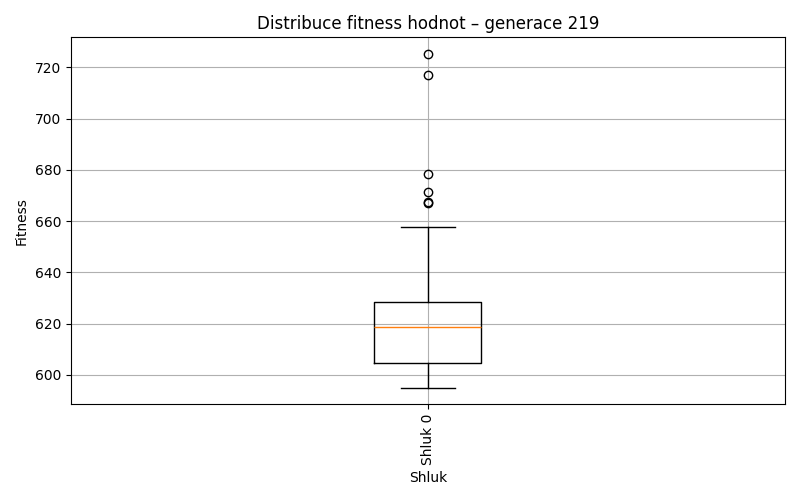 Distribuce fitness hodnot – generace 219
720
700
680
660
640
620
600
Fitness
Shluk 0
Shluk